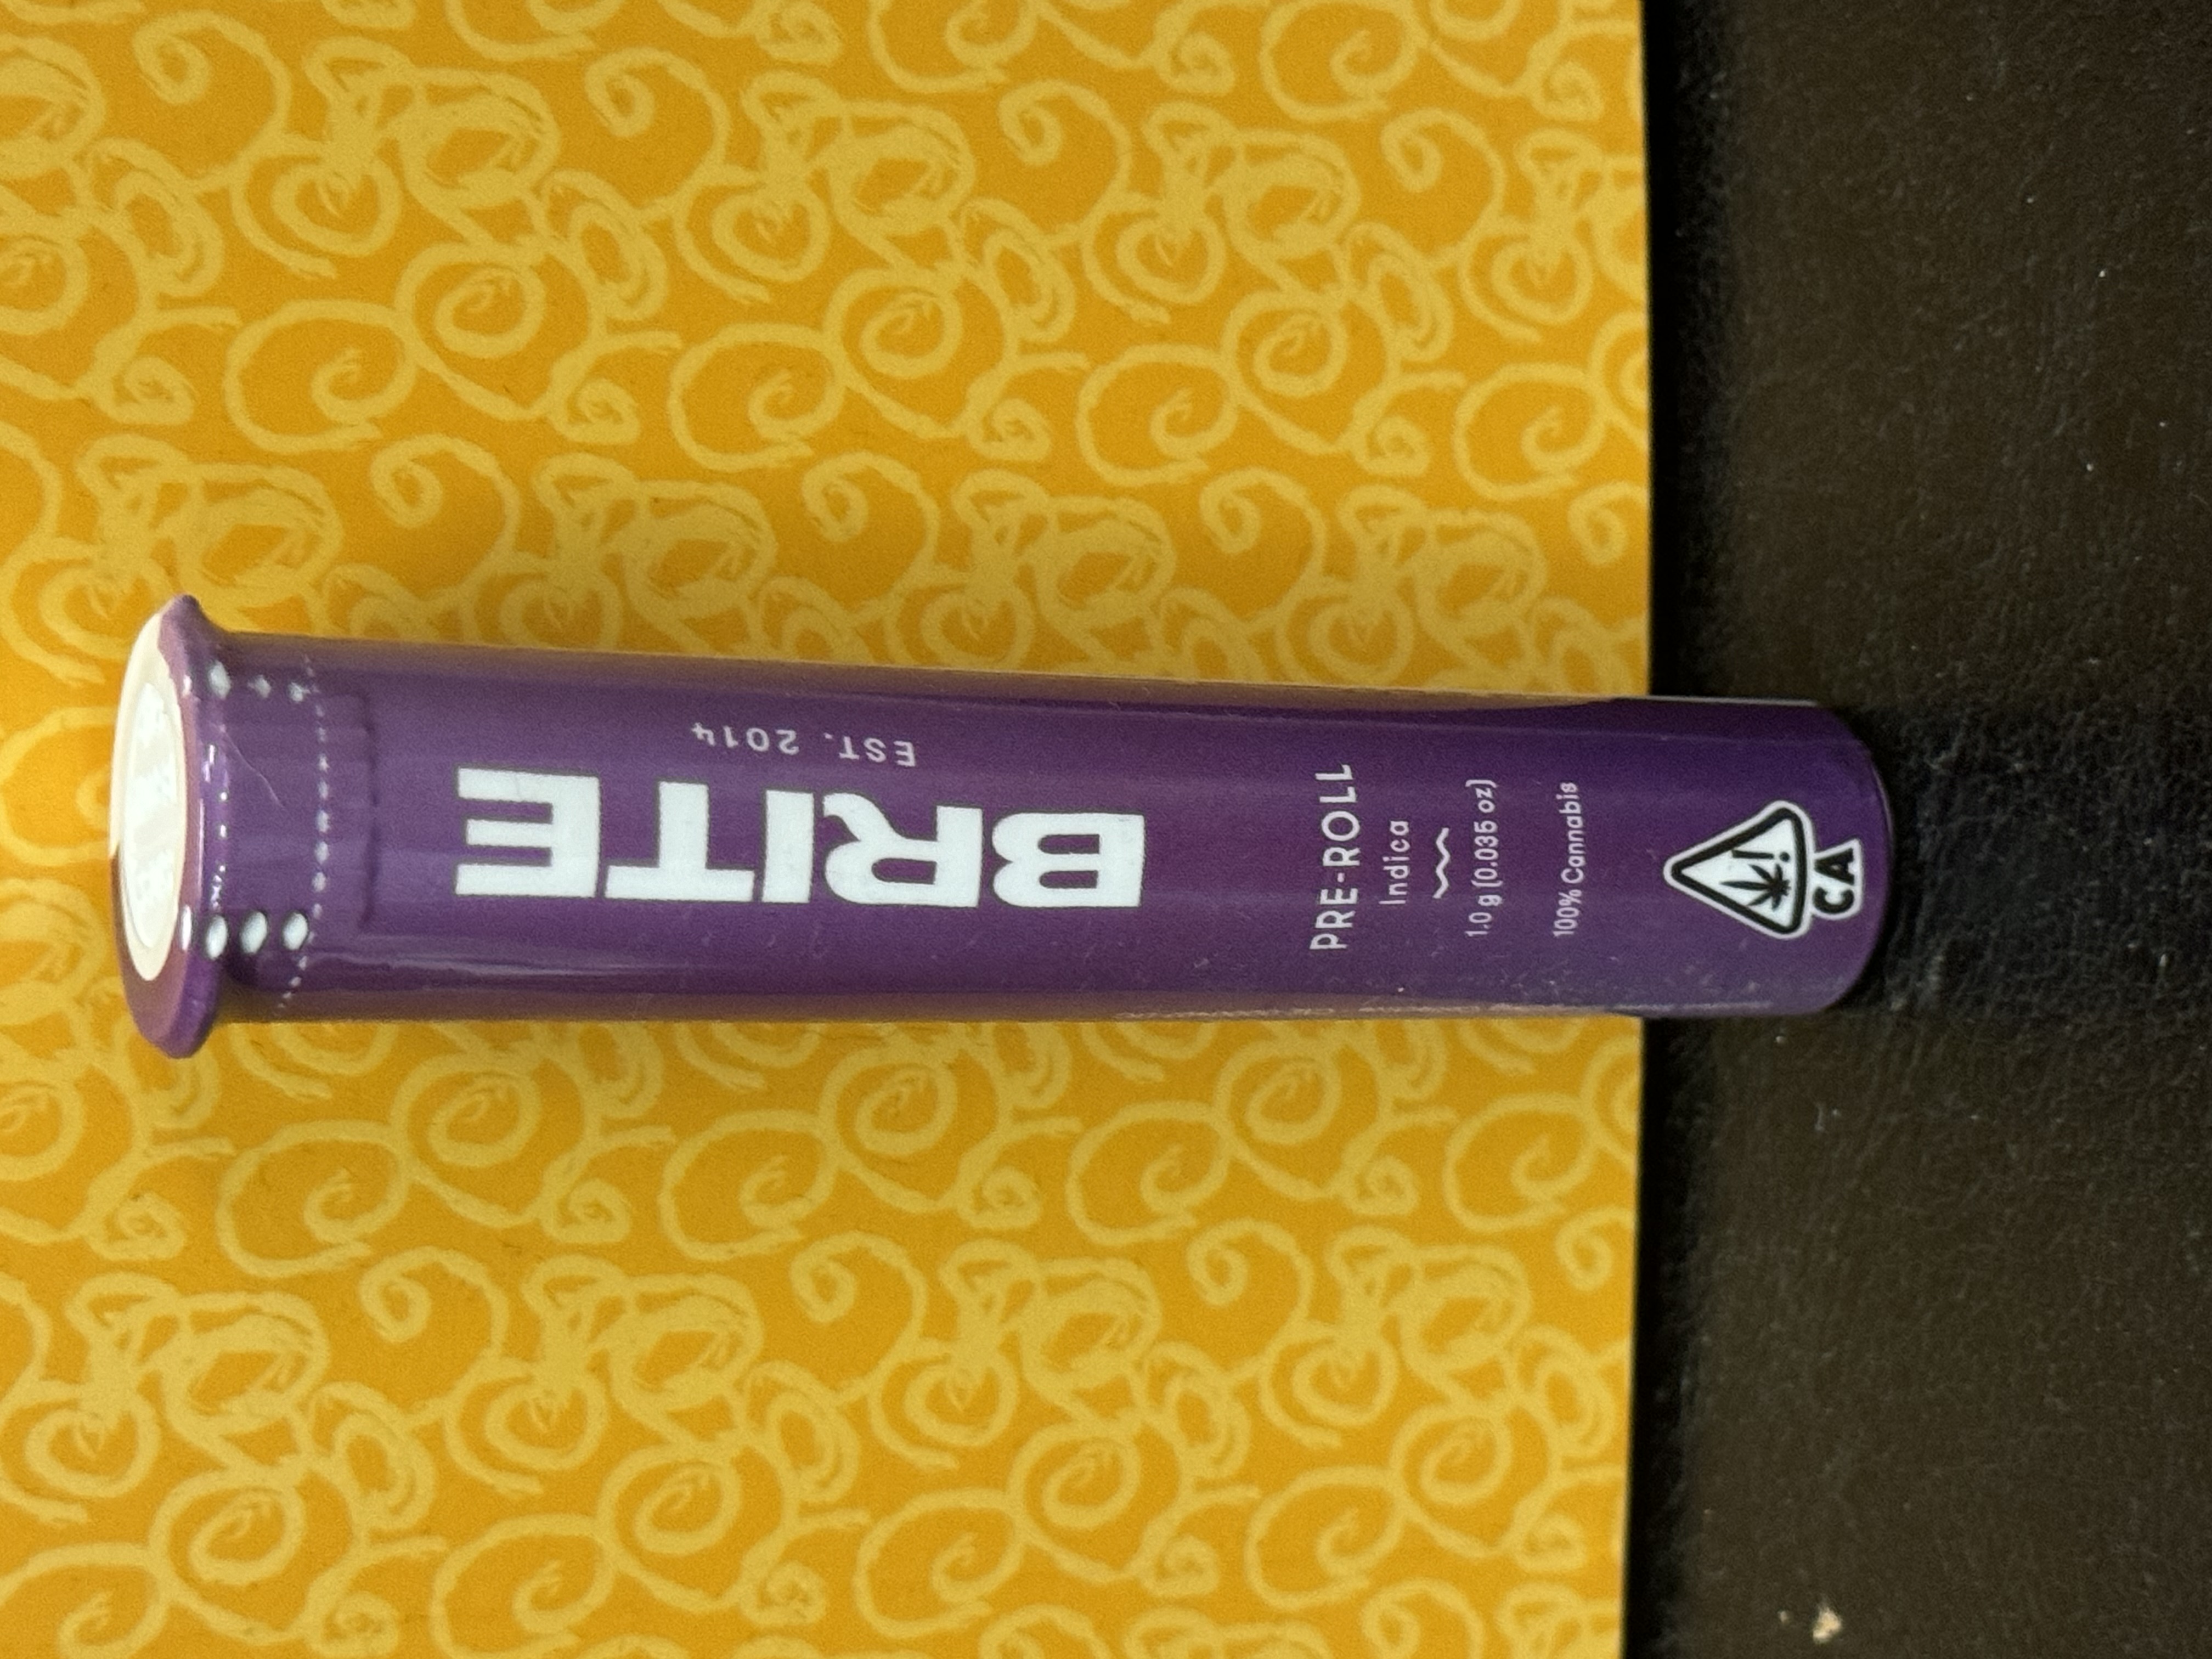 BRITE
EST. 2014
PRE-ROLL
Indica
1.0 g (0.035 oz)
100% Cannabis
!
CA